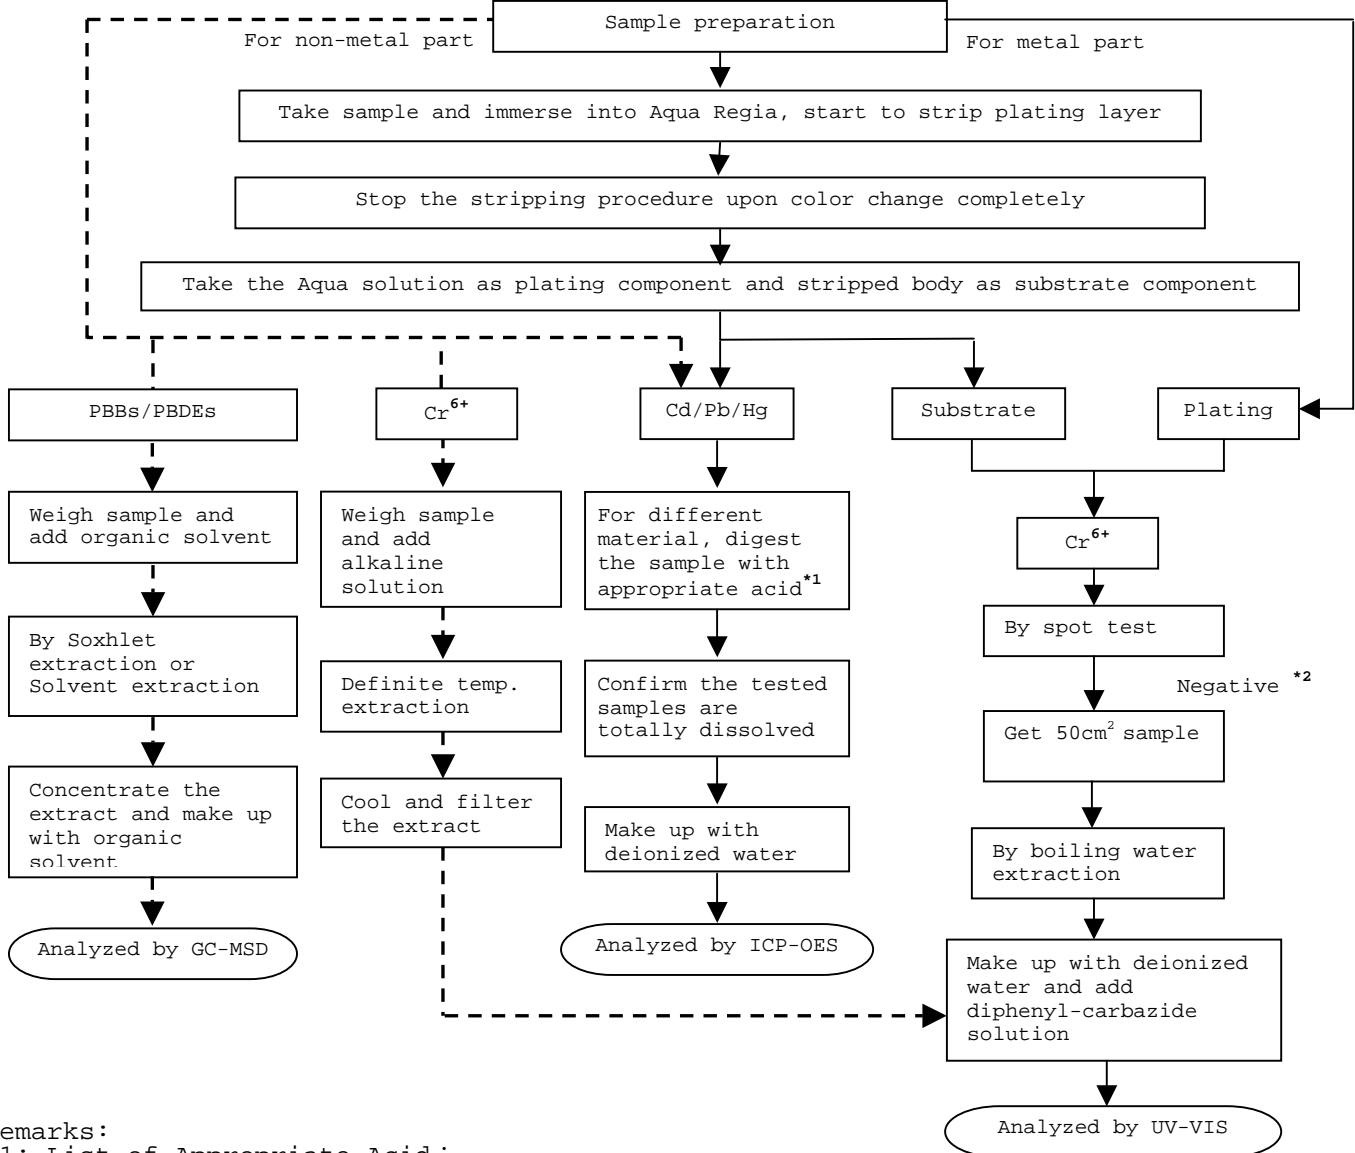 Sample preparation
For non-metal part
For metal part
Take sample and immerse into Aqua Regia, start to strip plating layer
Stop the stripping procedure upon color change completely
Take the Aqua solution as plating component and stripped body as substrate component
PBBs/PBDEs
Cr6+
Cd/Pb/Hg
Substrate
Plating
Weigh sample and
add organic solvent
Weigh sample
and add
alkaline
solution
For different
material, digest
the sample with
appropriate acid*1
Cr6+
By spot test
By Soxhlet
extraction or
Solvent extraction
Definite temp.
extraction
Confirm the tested
samples are
totally dissolved
Negative *2
Get 50cm2 sample
Concentrate the
extract and make up
with organic
solvent
Cool and filter
the extract
Make up with
deionized water
By boiling water
extraction
Analyzed by GC-MSD
Analyzed by ICP-OES
Make up with deionized
water and add
diphenyl-carbazide
solution
Analyzed by UV-VIS
emarks:
1: List of Appropriate Acid: